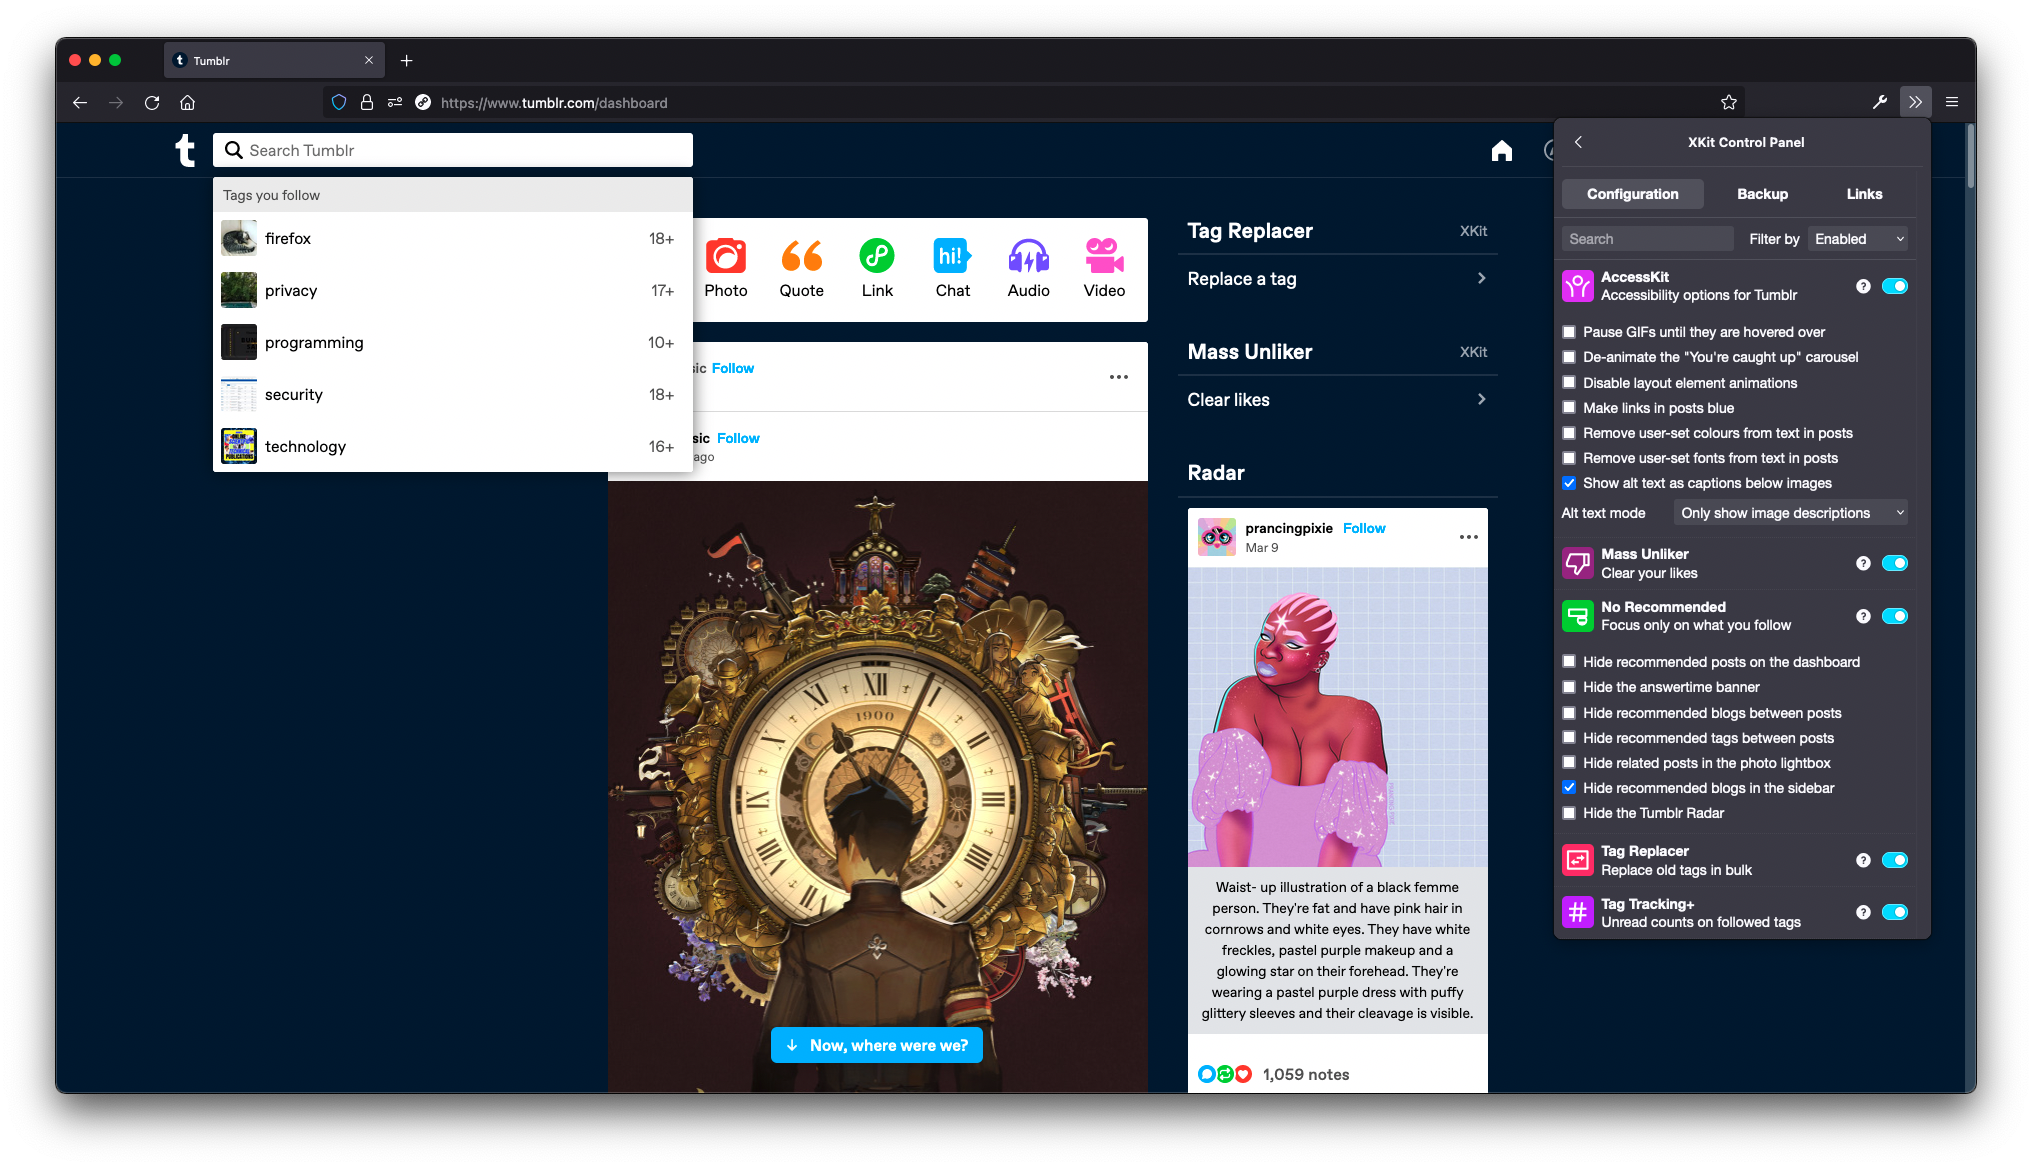 Tumblr
https://www.tumblr.com/dashboard
Search Tumblr
Tags you follow
firefox 18+
privacy 17+
programming 10+
security 18+
technology 16+
Photo
Quote
hi!
Link
Chat
Audio
Video
sic Follow
sic Follow
ago
XII
1900
Now, where were we?
Tag Replacer XKit
Replace a tag
Mass Unliker XKit
Clear likes
Radar
prancingpixie Follow
Mar 9
Waist- up illustration of a black femme
person. They're fat and have pink hair in
cornrows and white eyes. They have white
freckles, pastel purple makeup and a
glowing star on their forehead. They're
wearing a pastel purple dress with puffy
glittery sleeves and their cleavage is visible.
1,059 notes
XKit Control Panel
Configuration Backup Links
Search Filter by Enabled
AccessKit
Accessibility options for Tumblr
Pause GIFs until they are hovered over
De-animate the "You're caught up" carousel
Disable layout element animations
Make links in posts blue
Remove user-set colours from text in posts
Remove user-set fonts from text in posts
Show alt text as captions below images
Alt text mode Only show image descriptions
Mass Unliker
Clear your likes
No Recommended
Focus only on what you follow
Hide recommended posts on the dashboard
Hide the answertime banner
Hide recommended blogs between posts
Hide recommended tags between posts
Hide related posts in the photo lightbox
Hide recommended blogs in the sidebar
Hide the Tumblr Radar
Tag Replacer
Replace old tags in bulk
Tag Tracking+
Unread counts on followed tags